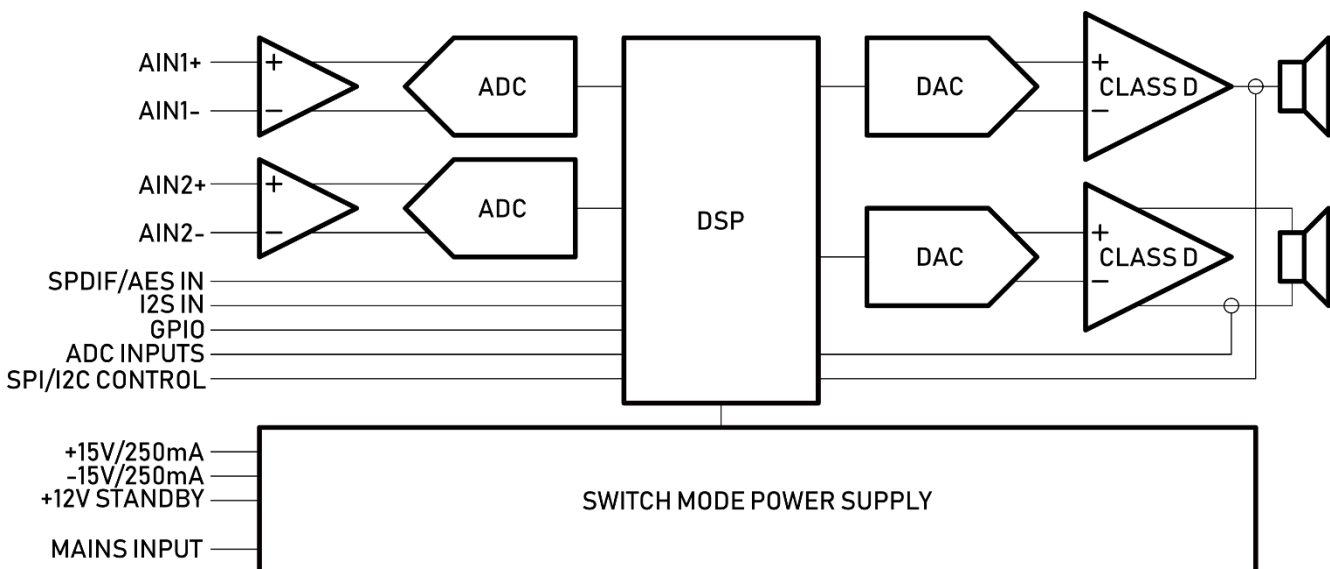 AIN1+
+
ADC
DAC
+
CLASS D
AIN1-
−
−
AIN2+
+
ADC
DSP
AIN2-
−
DAC
+
CLASS D
−
SPDIF/AES IN
I2S IN
GPIO
ADC INPUTS
SPI/I2C CONTROL
+15V/250mA
-15V/250mA
+12V STANDBY
SWITCH MODE POWER SUPPLY
MAINS INPUT